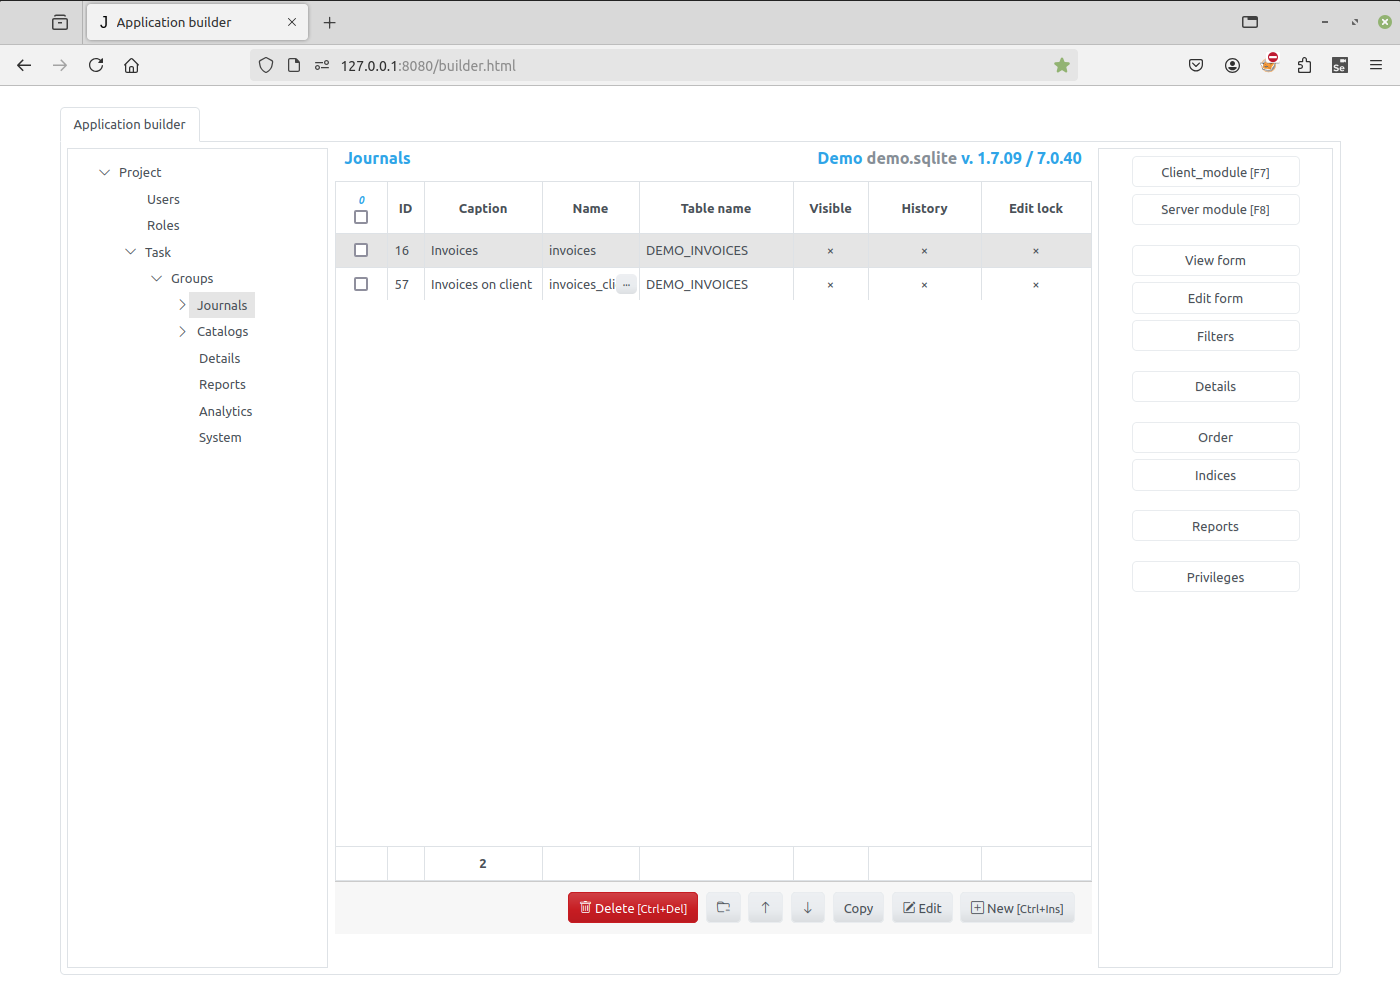 Application builder
127.0.0.1:8080/builder.html
Application builder
Project
Users
Roles
Task
Groups
Journals
Catalogs
Details
Reports
Analytics
System
Journals
Demo demo.sqlite v. 1.7.09 / 7.0.40
0 ID Caption Name Table name Visible History Edit lock
16 Invoices invoices DEMO_INVOICES × × ×
57 Invoices on client invoices_cli ... DEMO_INVOICES × × ×
2
Delete [Ctrl+Del] Copy Edit New [Ctrl+Ins]
Client_module [F7]
Server module [F8]
View form
Edit form
Filters
Details
Order
Indices
Reports
Privileges